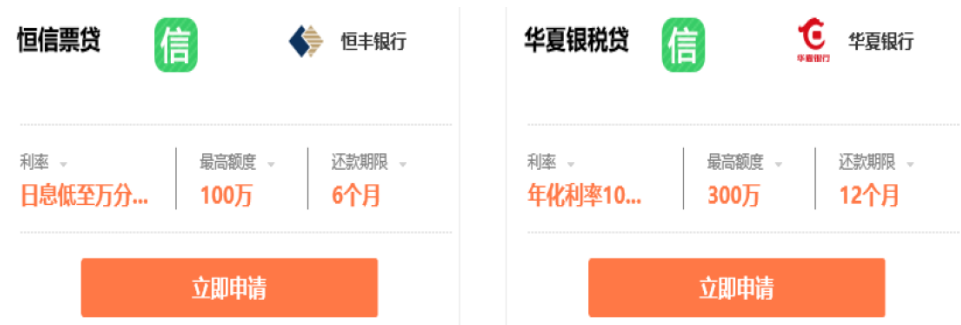 恒信票贷 信 恒丰银行
利率 最高额度 还款期限
日息低至万分... 100万 6个月
立即申请
华夏银税贷 信 华夏银行 华夏银行
利率 最高额度 还款期限
年化利率10... 300万 12个月
立即申请